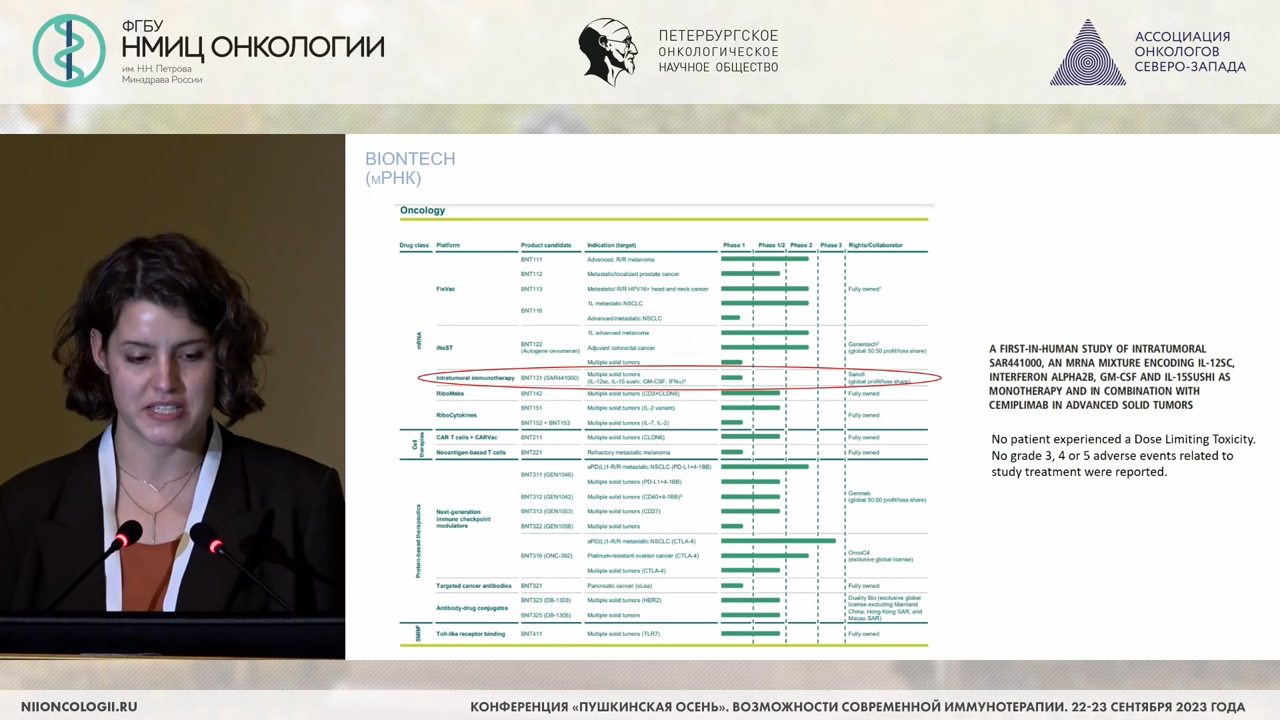 ФГБУ
НМИЦ ОНКОЛОГИИ
им. Н.Н. Петрова
Минздрава России
ПЕТЕРБУРГСКОЕ
ОНКОЛОГИЧЕСКОЕ
НАУЧНОЕ ОБЩЕСТВО
АССОЦИАЦИЯ
ОНКОЛОГОВ
СЕВЕРО-ЗАПАДА
BIONTECH
(мРНК)
Oncology
Drug class Platform Product candidate Indication (target) Phase 1 Phase 1/2 Phase 2 Phase 3 Rights/Collaborator
mRNA
FixVac
BNT111 Advanced, R/R melanoma
BNT112 Metastatic/localized prostate cancer
BNT113 Metastatic/ R/R HPV16+ head and neck cancer
Fully owned¹
BNT116
1L metastatic NSCLC
Advanced/metastatic NSCLC
iNeST
BNT122
(Autogene cevumeran)
1L advanced melanoma
Adjuvant colorectal cancer
Multiple solid tumors
Genentech
(global 50:50 profit/loss share)
Intratumoral immunotherapy BNT131 (SAR441000)
Multiple solid tumors
(IL-12sc, IL-15 sushi, GM-CSF, IFNα)
Sanofi
(global profit/loss share)
RiboMabs BNT142 Multiple solid tumors (CD3+CLDN6) Fully owned
RiboCytokines
BNT151 Multiple solid tumors (IL-2 variant)
BNT152 + BNT153 Multiple solid tumors (IL-7, IL-2)
Fully owned
Cell
therapies
CAR T cells + CARVac BNT211 Multiple solid tumors (CLDN6) Fully owned
Neoantigen-based T cells BNT221 Refractory metastatic melanoma Fully owned
Protein-based therapeutics
Next-generation
immune checkpoint
modulators
BNT311 (GEN1046)
aPD(L)1-R/R metastatic NSCLC (PD-L1×4-1BB)
Multiple solid tumors (PD-L1×4-1BB)
BNT312 (GEN1042) Multiple solid tumors (CD40×4-1BB)
Genmab
(global 50:50 profit/loss share)
BNT313 (GEN1053) Multiple solid tumors (CD27)
BNT322 (GEN1056) Multiple solid tumors
BNT316 (ONC-392)
aPD(L)1-R/R metastatic NSCLC (CTLA-4)
Platinum-resistant ovarian cancer (CTLA-4)
Multiple solid tumors (CTLA-4)
OncoC4
(exclusive global license)
Targeted cancer antibodies BNT321 Pancreatic cancer (sLea) Fully owned
Antibody-drug conjugates
BNT323 (DB-1303) Multiple solid tumors (HER2)
BNT325 (DB-1305) Multiple solid tumors
Duality Bio (exclusive global
license excluding Mainland
China, Hong Kong SAR, and
Macau SAR)
Toll-like receptor binding BNT411 Multiple solid tumors (TLR7) Fully owned
A FIRST-IN-HUMAN STUDY OF INTRATUMORAL
SAR441000, AN MRNA MIXTURE ENCODING IL-12SC,
INTERFERON ALPHA2B, GM-CSF AND IL-15SUSHI AS
MONOTHERAPY AND IN COMBINATION WITH
CEMIPLIMAB IN ADVANCED SOLID TUMORS
No patient experienced Dose Limiting Toxicity.
No grade 3, 4 or 5 adverse events related to
study treatment were noted.
NIIONCOLOGII.RU
КОНФЕРЕНЦИЯ «ПУШКИНСКАЯ ОСЕНЬ». ВОЗМОЖНОСТИ СОВРЕМЕННОЙ ИММУНОТЕРАПИИ. 22-23 СЕНТЯБРЯ 2023 ГОДА